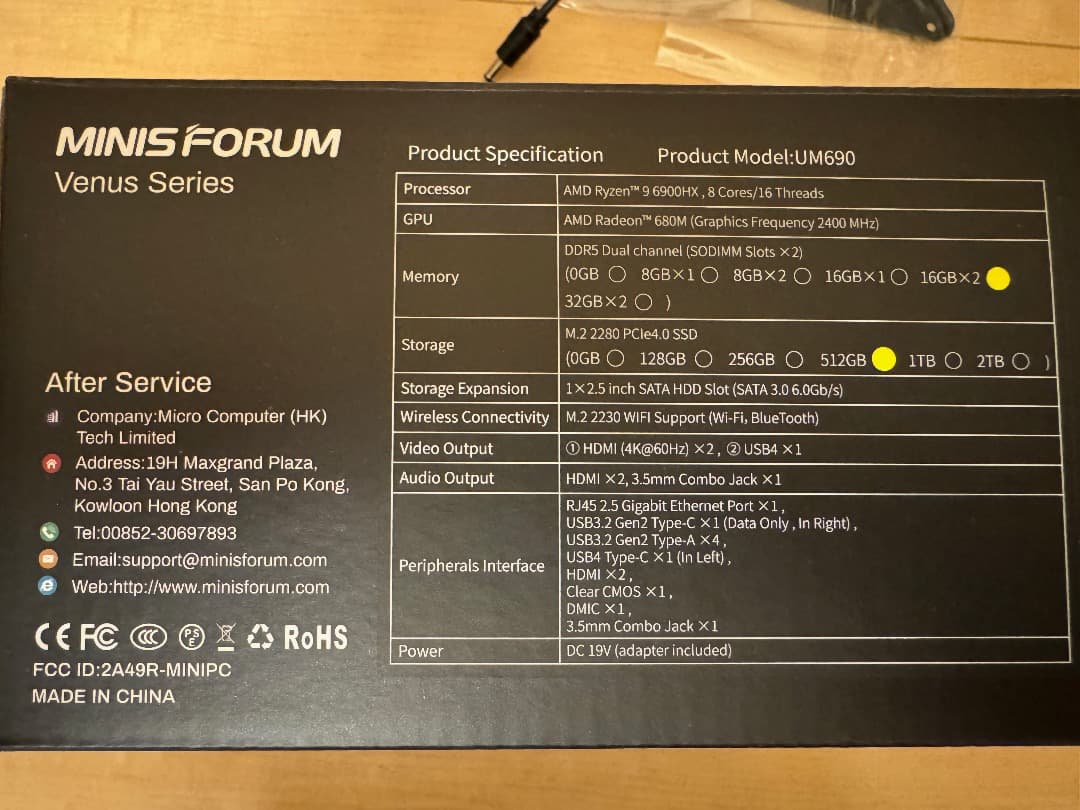 MINISFORUM
Venus Series
Product Specification Product Model:UM690
Processor AMD Ryzen™ 9 6900HX , 8 Cores/16 Threads
GPU AMD Radeon™ 680M (Graphics Frequency 2400 MHz)
Memory
DDR5 Dual channel (SODIMM Slots ×2)
(0GB ○ 8GB×1 ○ 8GB×2 ○ 16GB×1 ○ 16GB×2
32GB×2 ○ )
Storage
M.2 2280 PCIe4.0 SSD
(0GB ○ 128GB ○ 256GB ○ 512GB 1TB ○ 2TB ○ )
Storage Expansion 1×2.5 inch SATA HDD Slot (SATA 3.0 6.0Gb/s)
Wireless Connectivity M.2 2230 WIFI Support (Wi-Fi, BlueTooth)
Video Output ① HDMI (4K@60Hz) ×2 , ② USB4 ×1
Audio Output HDMI ×2, 3.5mm Combo Jack ×1
Peripherals Interface
RJ45 2.5 Gigabit Ethernet Port ×1 ,
USB3.2 Gen2 Type-C ×1 (Data Only , In Right) ,
USB3.2 Gen2 Type-A ×4 ,
USB4 Type-C ×1 (In Left) ,
HDMI ×2 ,
Clear CMOS ×1 ,
DMIC ×1 ,
3.5mm Combo Jack ×1
Power DC 19V (adapter included)
After Service
Company:Micro Computer (HK)
Tech Limited
Address:19H Maxgrand Plaza,
No.3 Tai Yau Street, San Po Kong,
Kowloon Hong Kong
Tel:00852-30697893
Email:support@minisforum.com
Web:http://www.minisforum.com
CE FC CCC PSE RoHS
FCC ID:2A49R-MINIPC
MADE IN CHINA